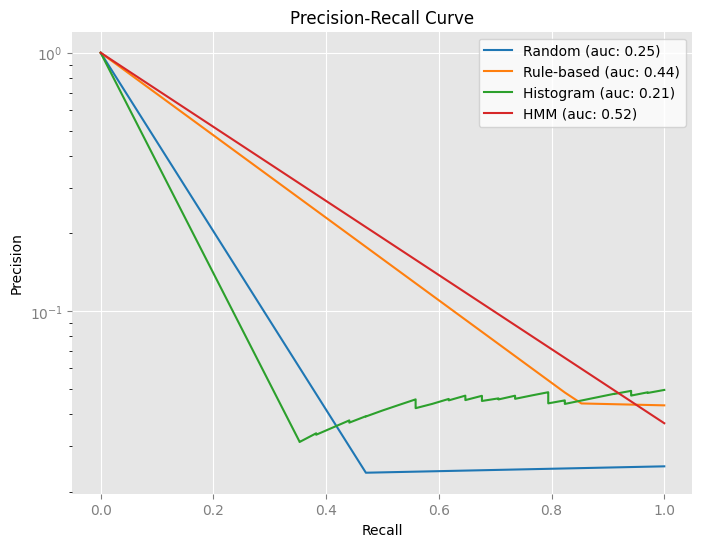 Precision-Recall Curve
Random (auc: 0.25)
Rule-based (auc: 0.44)
Histogram (auc: 0.21)
HMM (auc: 0.52)
Precision
10⁰
10⁻¹
0.0 0.2 0.4 0.6 0.8 1.0
Recall